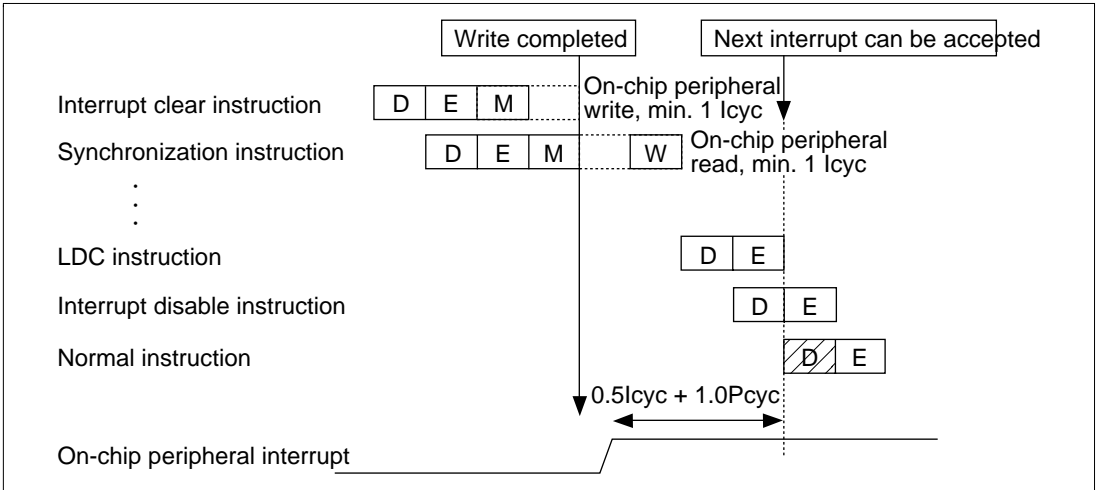 Write completed
Next interrupt can be accepted
Interrupt clear instruction
D E M
On-chip peripheral
write, min. 1 Icyc
Synchronization instruction
D E M W
On-chip peripheral
read, min. 1 Icyc
.
.
.
LDC instruction
D E
Interrupt disable instruction
D E
Normal instruction
D E
0.5Icyc + 1.0Pcyc
On-chip peripheral interrupt